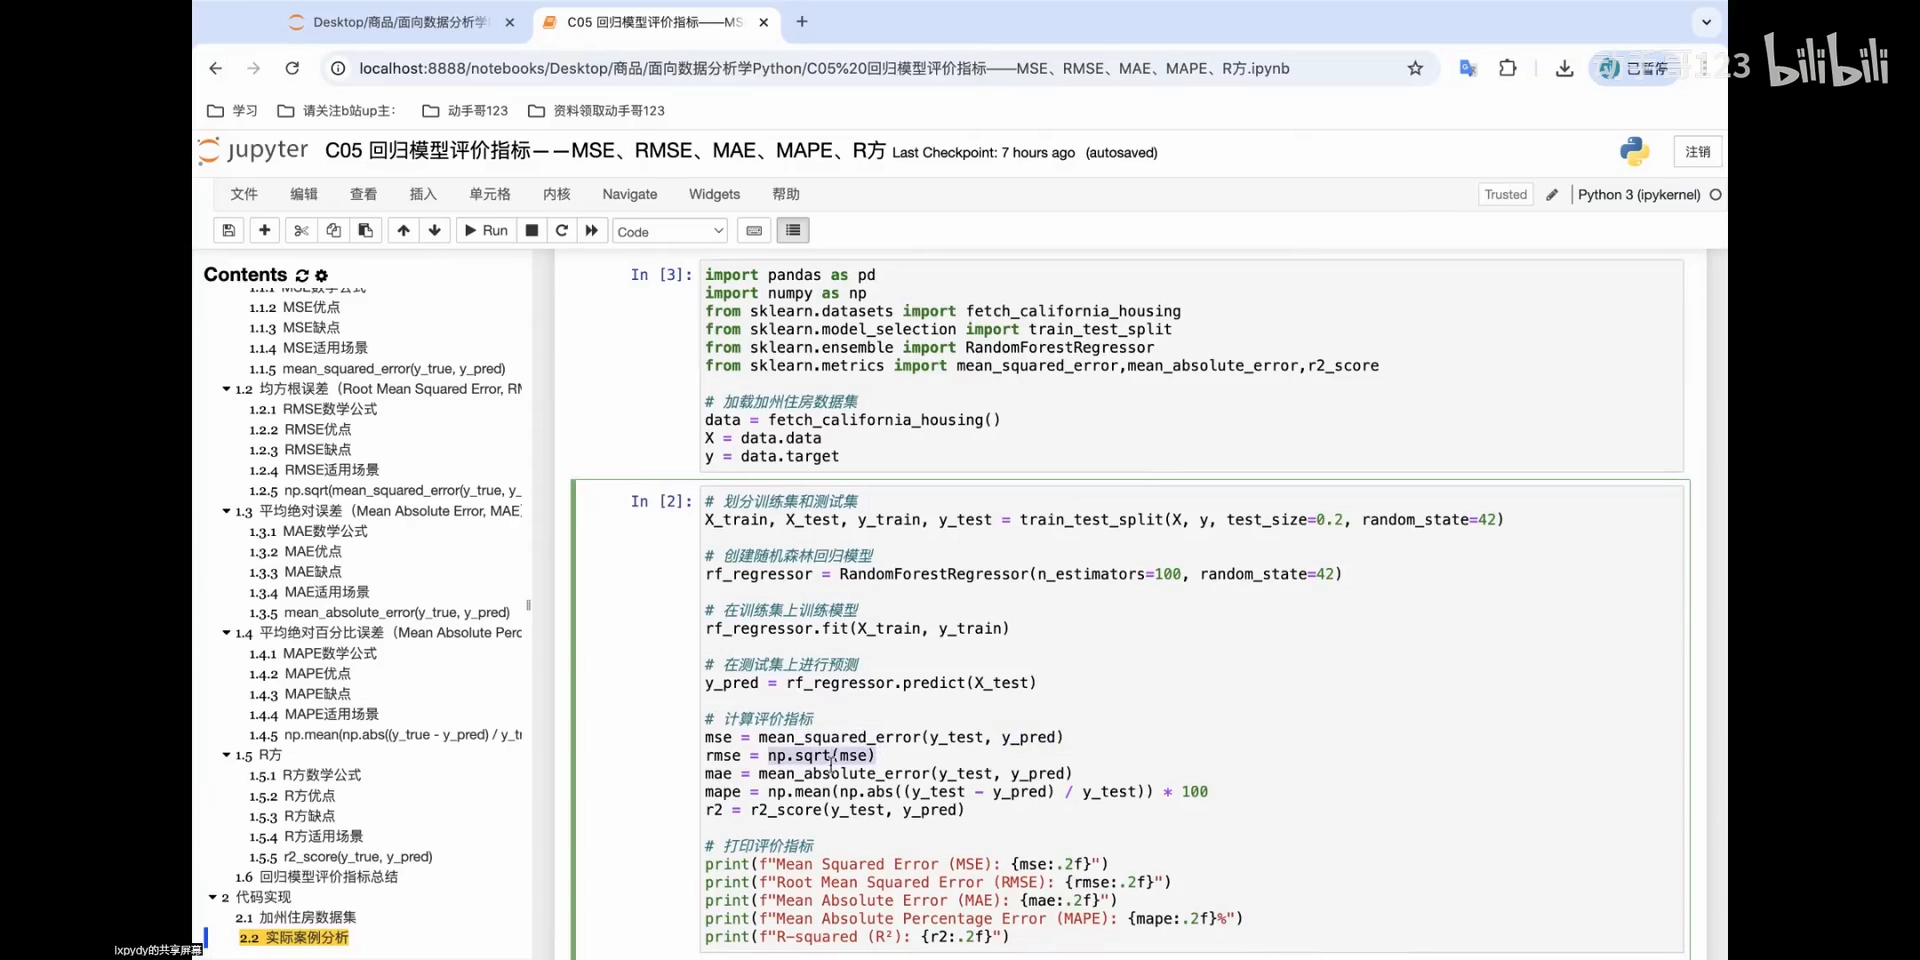 Desktop/商品/面向数据分析学
C05 回归模型评价指标——MS
localhost:8888/notebooks/Desktop/商品/面向数据分析学Python/C05%20回归模型评价指标——MSE、RMSE、MAE、MAPE、R方.ipynb
已暂停
动手哥123 bilibili
学习 请关注b站up主: 动手哥123 资料领取动手哥123
jupyter C05 回归模型评价指标——MSE、RMSE、MAE、MAPE、R方 Last Checkpoint: 7 hours ago (autosaved)
注销
文件 编辑 查看 插入 单元格 内核 Navigate Widgets 帮助
Trusted Python 3 (ipykernel)
Run Code
Contents
1.1.1 MSE数学公式
1.1.2 MSE优点
1.1.3 MSE缺点
1.1.4 MSE适用场景
1.1.5 mean_squared_error(y_true, y_pred)
1.2 均方根误差（Root Mean Squared Error, RM
1.2.1 RMSE数学公式
1.2.2 RMSE优点
1.2.3 RMSE缺点
1.2.4 RMSE适用场景
1.2.5 np.sqrt(mean_squared_error(y_true, y_
1.3 平均绝对误差（Mean Absolute Error, MAE)
1.3.1 MAE数学公式
1.3.2 MAE优点
1.3.3 MAE缺点
1.3.4 MAE适用场景
1.3.5 mean_absolute_error(y_true, y_pred)
1.4 平均绝对百分比误差（Mean Absolute Perc
1.4.1 MAPE数学公式
1.4.2 MAPE优点
1.4.3 MAPE缺点
1.4.4 MAPE适用场景
1.4.5 np.mean(np.abs((y_true - y_pred) / y_tr
1.5 R方
1.5.1 R方数学公式
1.5.2 R方优点
1.5.3 R方缺点
1.5.4 R方适用场景
1.5.5 r2_score(y_true, y_pred)
1.6 回归模型评价指标总结
2 代码实现
2.1 加州住房数据集
2.2 实际案例分析
In [3]:
import pandas as pd
import numpy as np
from sklearn.datasets import fetch_california_housing
from sklearn.model_selection import train_test_split
from sklearn.ensemble import RandomForestRegressor
from sklearn.metrics import mean_squared_error,mean_absolute_error,r2_score
# 加载加州住房数据集
data = fetch_california_housing()
X = data.data
y = data.target
In [2]:
# 划分训练集和测试集
X_train, X_test, y_train, y_test = train_test_split(X, y, test_size=0.2, random_state=42)
# 创建随机森林回归模型
rf_regressor = RandomForestRegressor(n_estimators=100, random_state=42)
# 在训练集上训练模型
rf_regressor.fit(X_train, y_train)
# 在测试集上进行预测
y_pred = rf_regressor.predict(X_test)
# 计算评价指标
mse = mean_squared_error(y_test, y_pred)
rmse = np.sqrt(mse)
mae = mean_absolute_error(y_test, y_pred)
mape = np.mean(np.abs((y_test - y_pred) / y_test)) * 100
r2 = r2_score(y_test, y_pred)
# 打印评价指标
print(f"Mean Squared Error (MSE): {mse:.2f}")
print(f"Root Mean Squared Error (RMSE): {rmse:.2f}")
print(f"Mean Absolute Error (MAE): {mae:.2f}")
print(f"Mean Absolute Percentage Error (MAPE): {mape:.2f}%")
print(f"R-squared (R²): {r2:.2f}")
lxpydy的共享屏幕